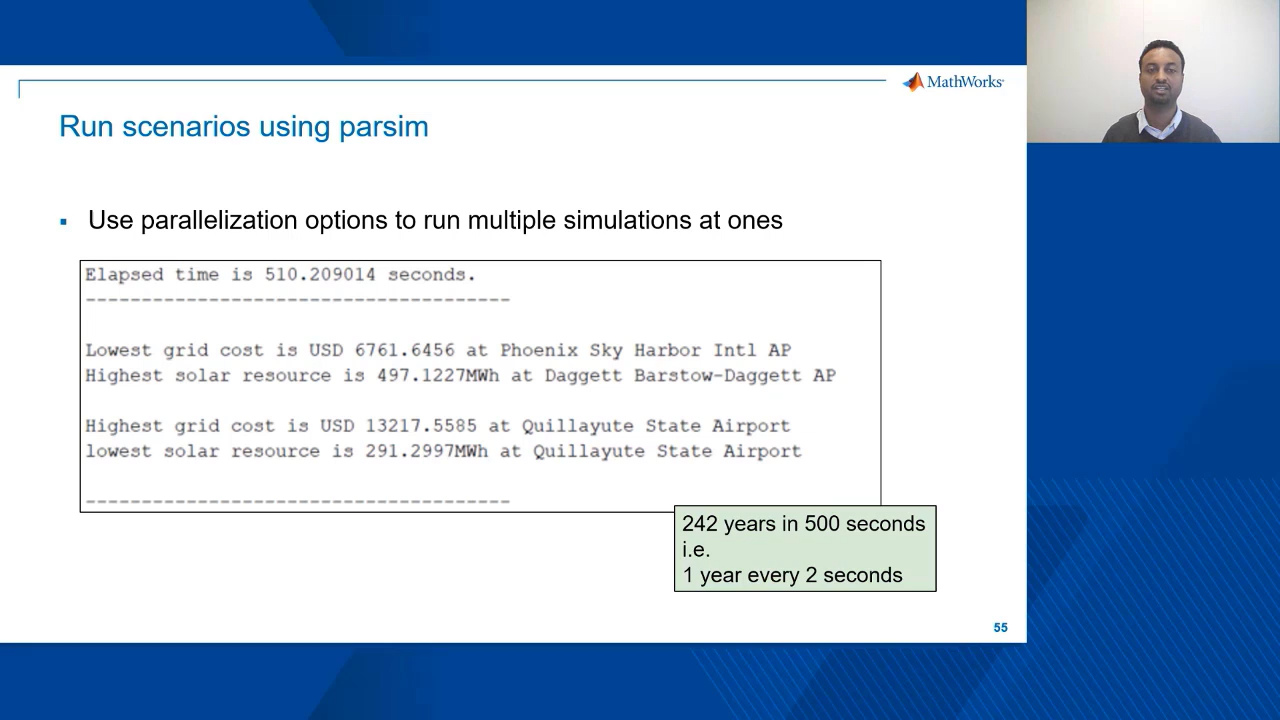 MathWorks
Run scenarios using parsim
Use parallelization options to run multiple simulations at ones
Elapsed time is 510.209014 seconds.
--------------------------------------
Lowest grid cost is USD 6761.6456 at Phoenix Sky Harbor Intl AP
Highest solar resource is 497.1227MWh at Daggett Barstow-Daggett AP
Highest grid cost is USD 13217.5585 at Quillayute State Airport
lowest solar resource is 291.2997MWh at Quillayute State Airport
--------------------------------------
242 years in 500 seconds
i.e.
1 year every 2 seconds
55